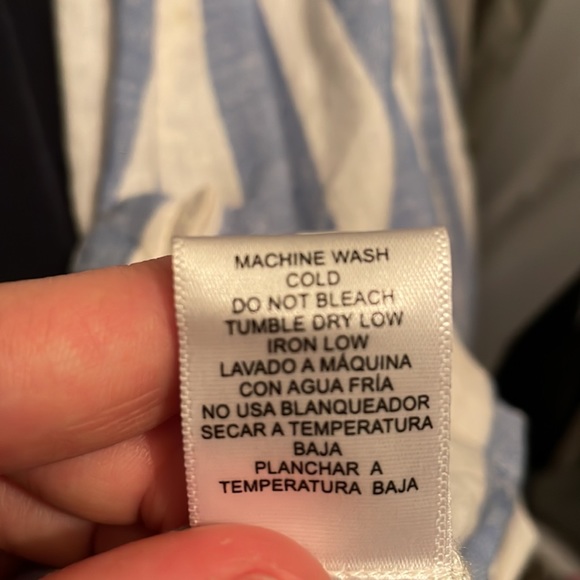 MACHINE WASH
COLD
DO NOT BLEACH
TUMBLE DRY LOW
IRON LOW
LAVADO A MÁQUINA
CON AGUA FRÍA
NO USA BLANQUEADOR
SECAR A TEMPERATURA
BAJA
PLANCHAR A
TEMPERATURA BAJA